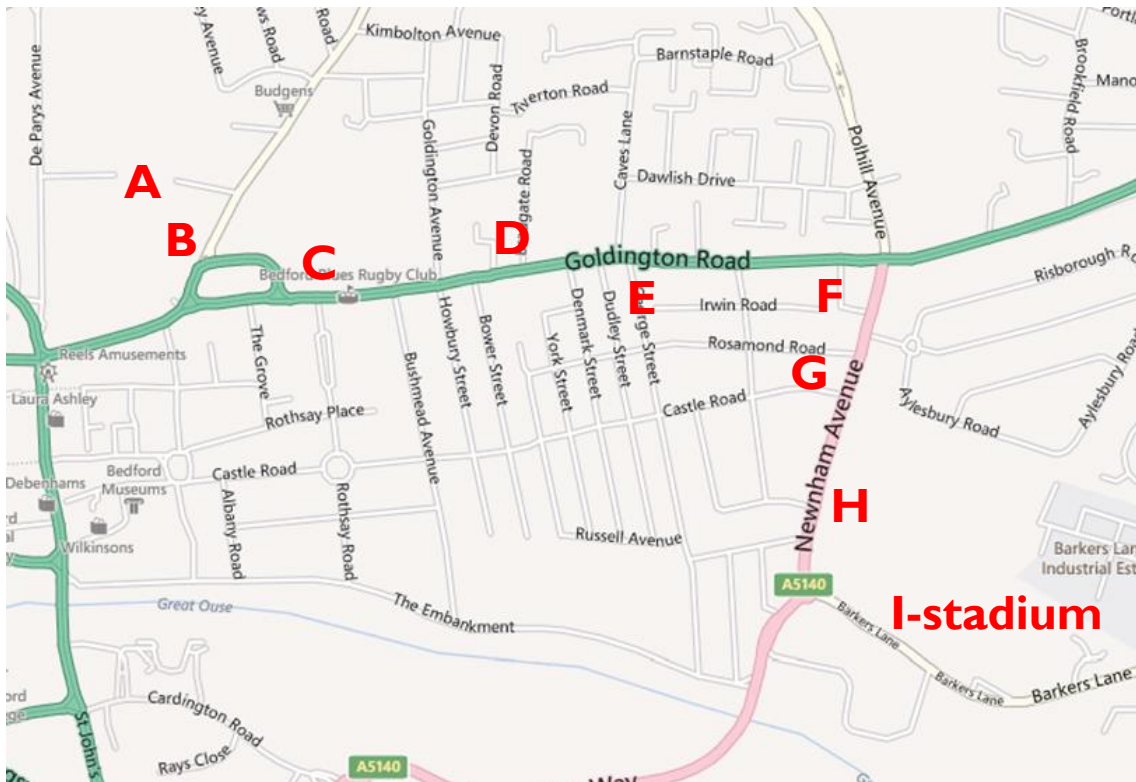 De Parys Avenue
Road
Road
Kimbolton Avenue
Budgens
Goldington Avenue
Devon Road
Tiverton Road
Caves Lane
Barnstaple Road
Dawlish Drive
Polhill Avenue
Brookfield Road
A
B
C
D
Bedford Blues Rugby Club
Goldington Road
E
F
Irwin Road
Risborough
Rosamond Road
G
Reels Amusements
Laura Ashley
The Grove
Rothsay Place
Bushmead Avenue
Howbury Street
Bower Street
York Street
Denmark Street
Dudley Street
George Street
Castle Road
Newnham Avenue
Aylesbury Road
Aylesbury Road
Castle Road
Bedford
Museums
Debenhams
Wilkinsons
Albany Road
Rothsay Road
Russell Avenue
H
Barkers Lan
Industrial Est
A5140
I-stadium
Great Ouse
The Embankment
Barkers Lane
Barkers Lane
Barkers Lane
Cardington Road
St John's
Rays Close
A5140
Way